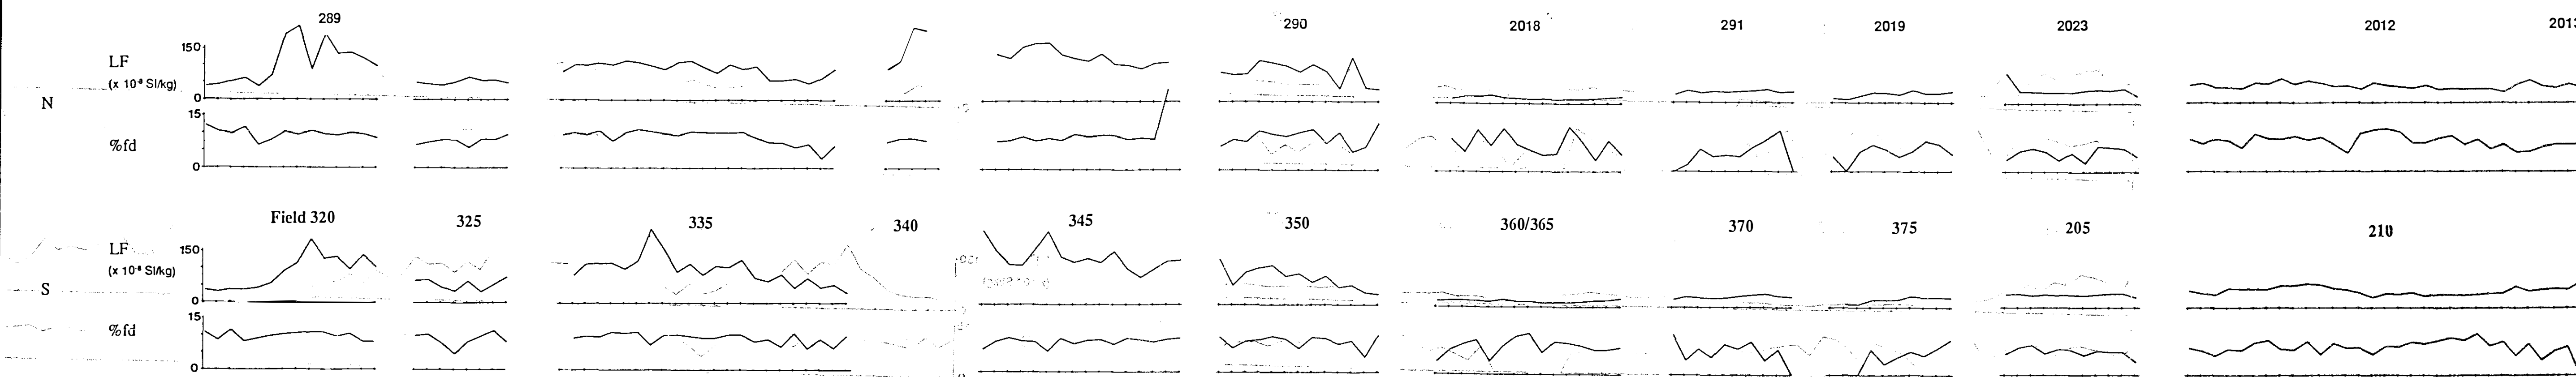 289 290 2018 291 2019 2023 2012 2013
150
LF
(x 10⁻⁸ SI/kg)
0
N
15
%fd
0
Field 320 325 335 340 345 350 360/365 370 375 205 210
LF
150
(x 10⁻⁸ SI/kg)
S
0
15
%fd
0